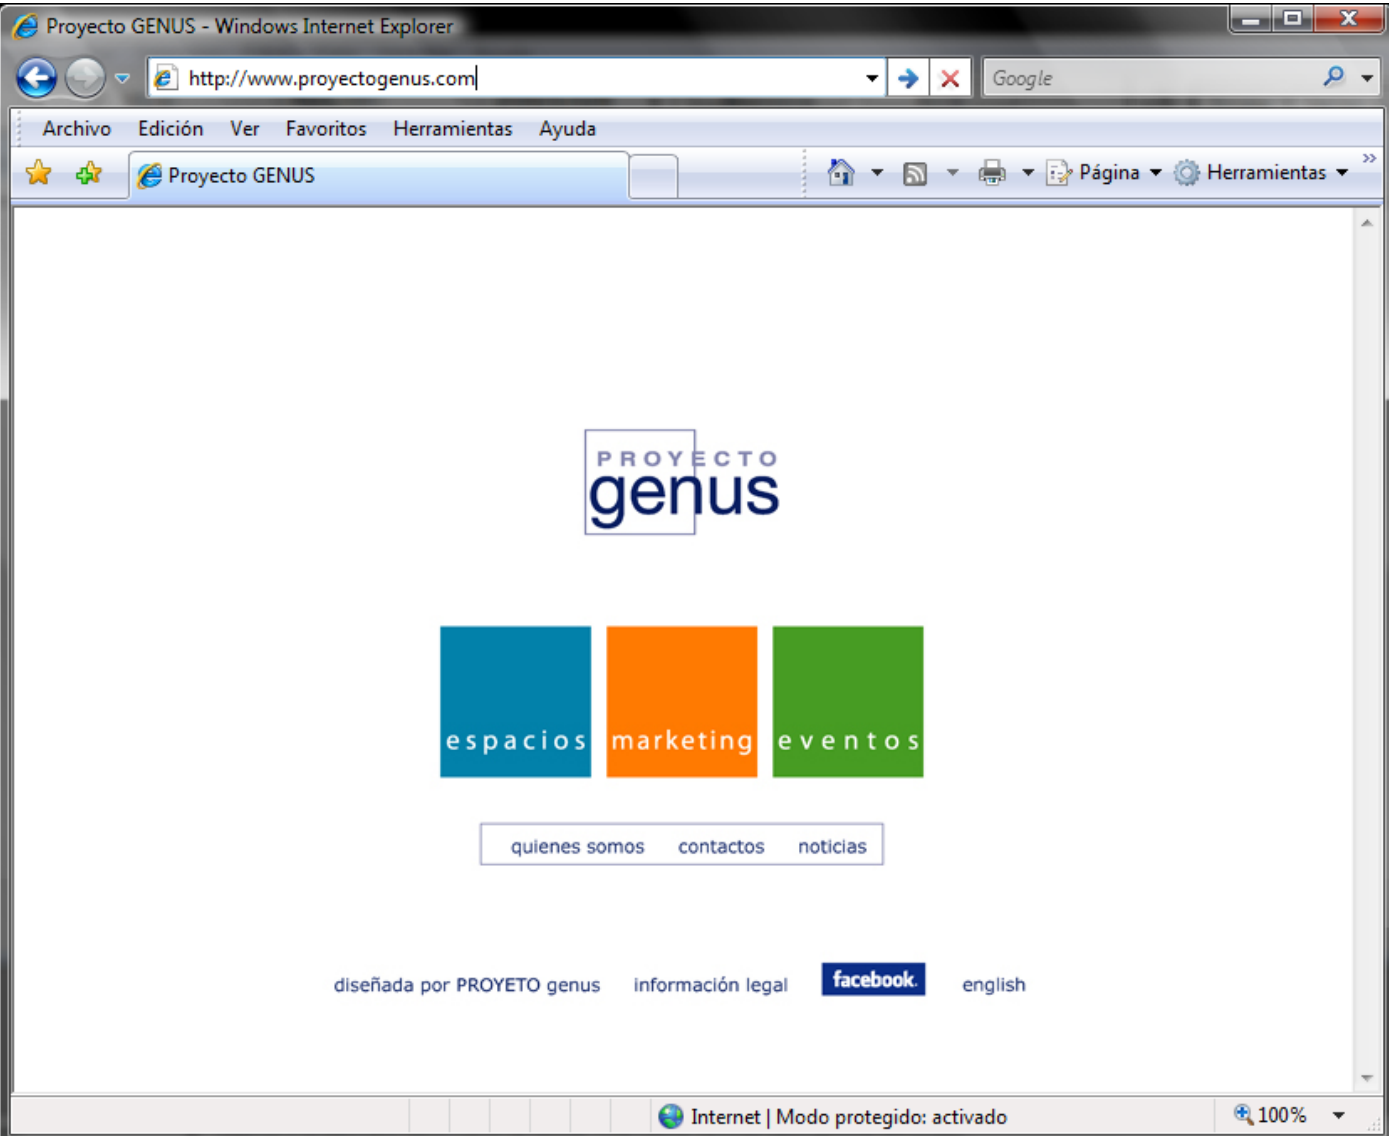 Proyecto GENUS - Windows Internet Explorer
http://www.proyectogenus.com
Google
Archivo Edición Ver Favoritos Herramientas Ayuda
Proyecto GENUS
Página Herramientas
PROYECTO
genus
espacios marketing eventos
quienes somos contactos noticias
diseñada por PROYETO genus información legal facebook. english
Internet | Modo protegido: activado 100%